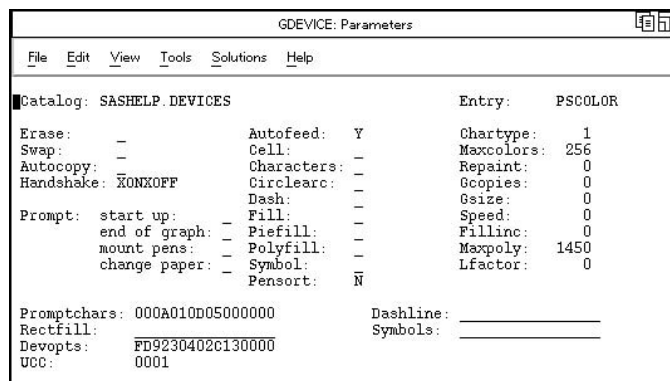 GDEVICE: Parameters
File Edit View Tools Solutions Help
Catalog: SASHELP.DEVICES Entry: PSCOLOR
Erase: _ Autofeed: Y Chartype: 1
Swap: _ Cell: _ Maxcolors: 256
Autocopy: _ Characters: _ Repaint: 0
Handshake: XONXOFF Circlearc: _ Gcopies: 0
Dash: _ Gsize: 0
Prompt: start up: _ Fill: _ Speed: 0
end of graph: _ Piefill: _ Fillinc: 0
mount pens: _ Polyfill: _ Maxpoly: 1450
change paper: _ Symbol: _ Lfactor: 0
Pensort: N
Promptchars: 000A010D05000000 Dashline: ________________
Rectfill: ________________ Symbols: ________________
Devopts: FD9230402C130000
UCC: 0001